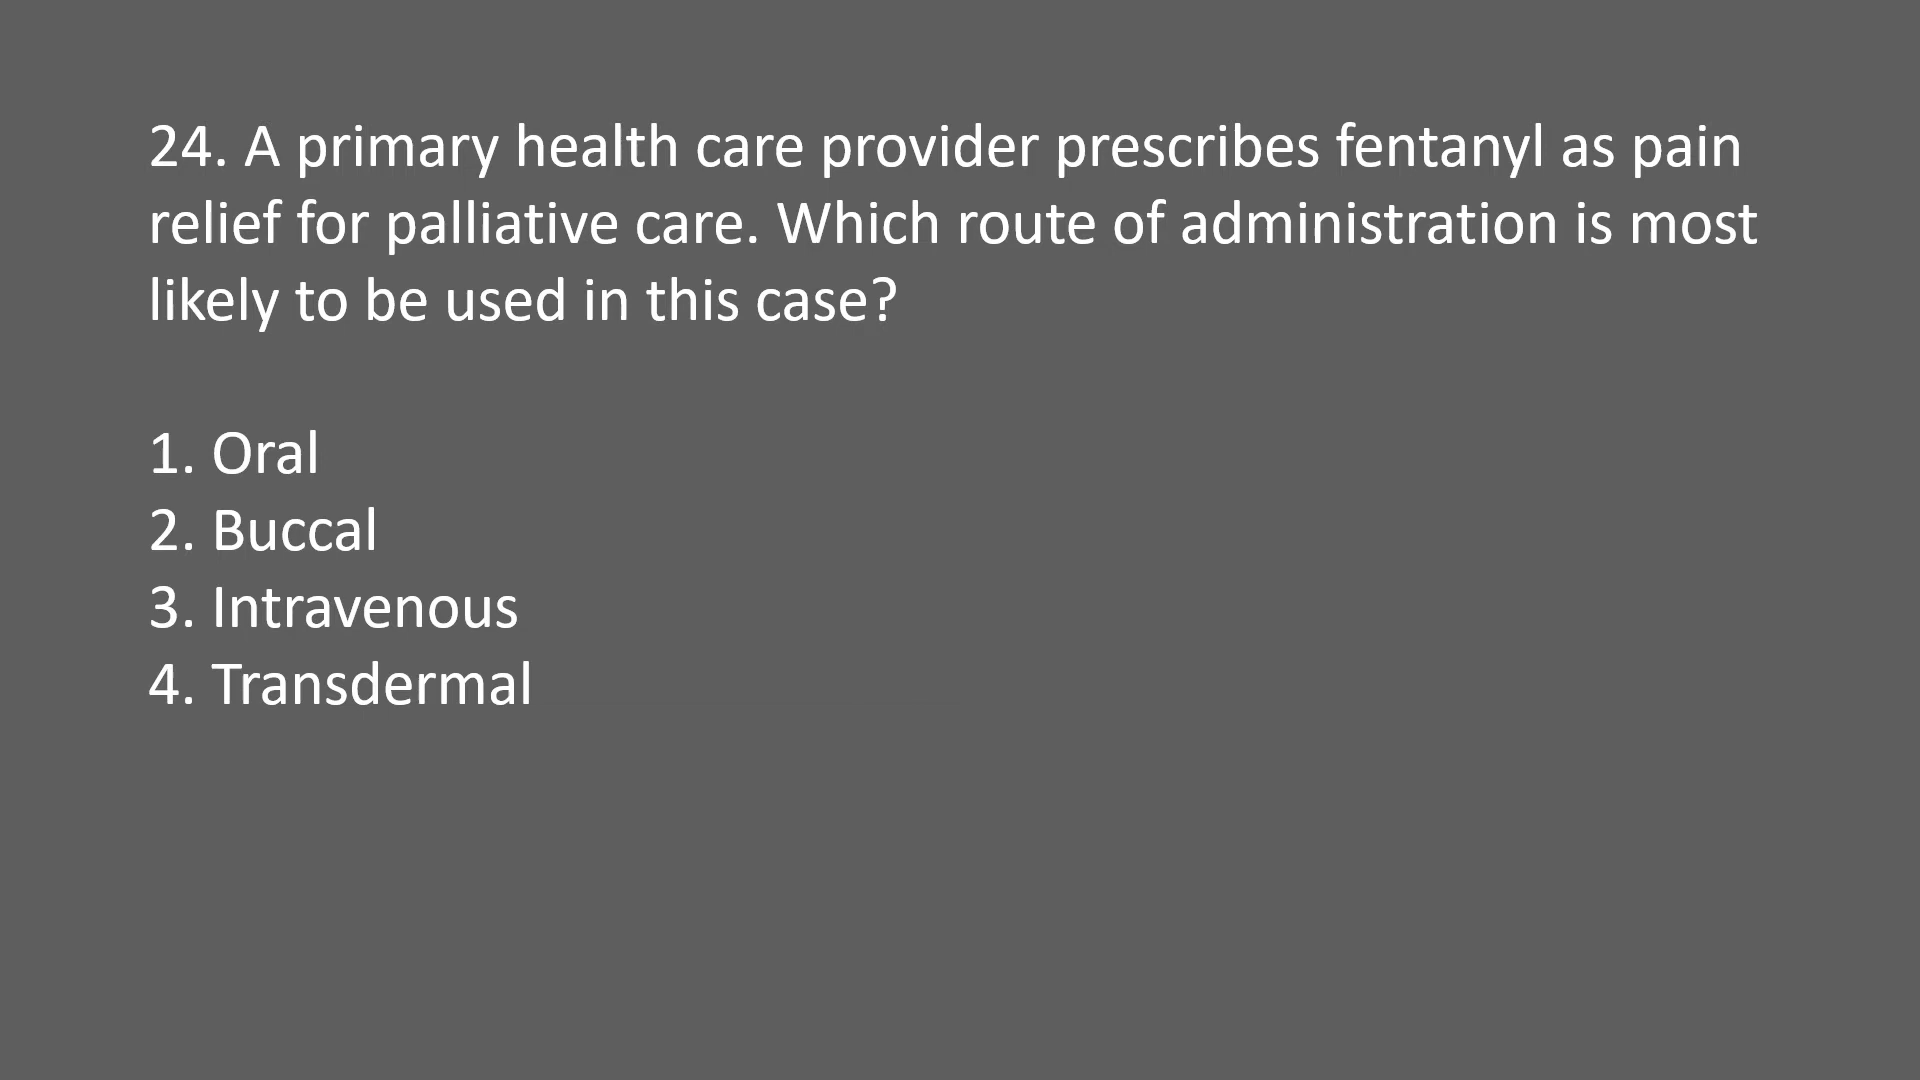 24. A primary health care provider prescribes fentanyl as pain
relief for palliative care. Which route of administration is most
likely to be used in this case?
1. Oral
2. Buccal
3. Intravenous
4. Transdermal